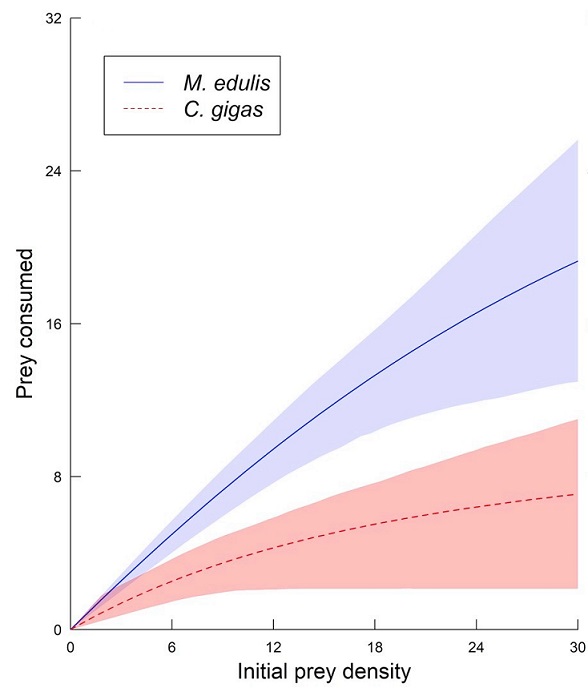 32
M. edulis
C. gigas
24
16
Prey consumed
8
0
0 6 12 18 24 30
Initial prey density